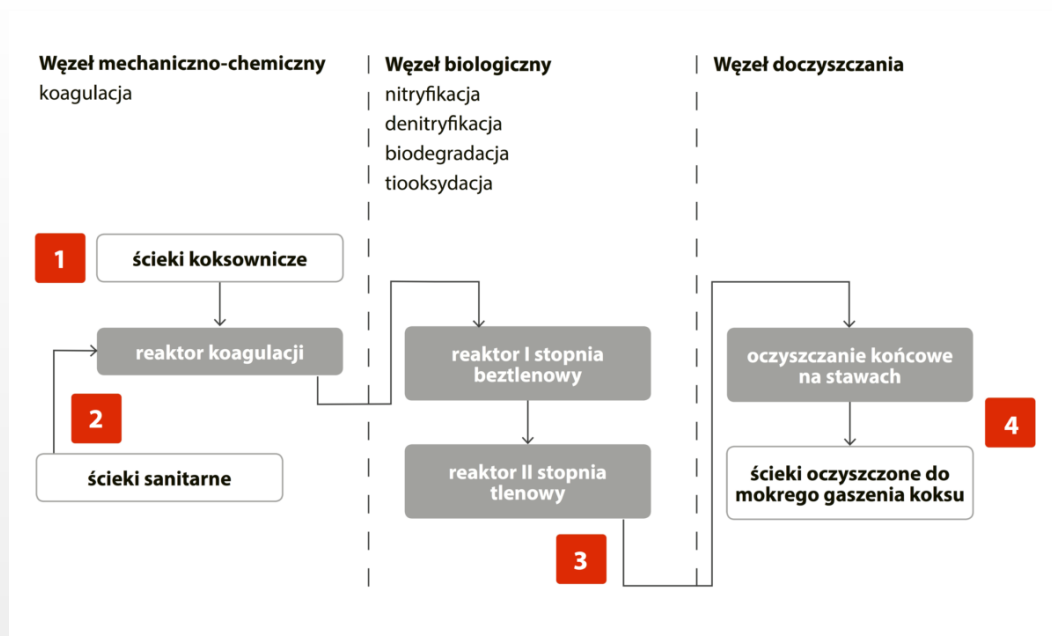 Węzeł mechaniczno-chemiczny
koagulacja
Węzeł biologiczny
nitryfikacja
denitryfikacja
biodegradacja
tiooksydacja
Węzeł doczyszczania
1
ścieki koksownicze
reaktor koagulacji
2
ścieki sanitarne
reaktor I stopnia
beztlenowy
reaktor II stopnia
tlenowy
3
oczyszczanie końcowe
na stawach
4
ścieki oczyszczone do
mokrego gaszenia koksu